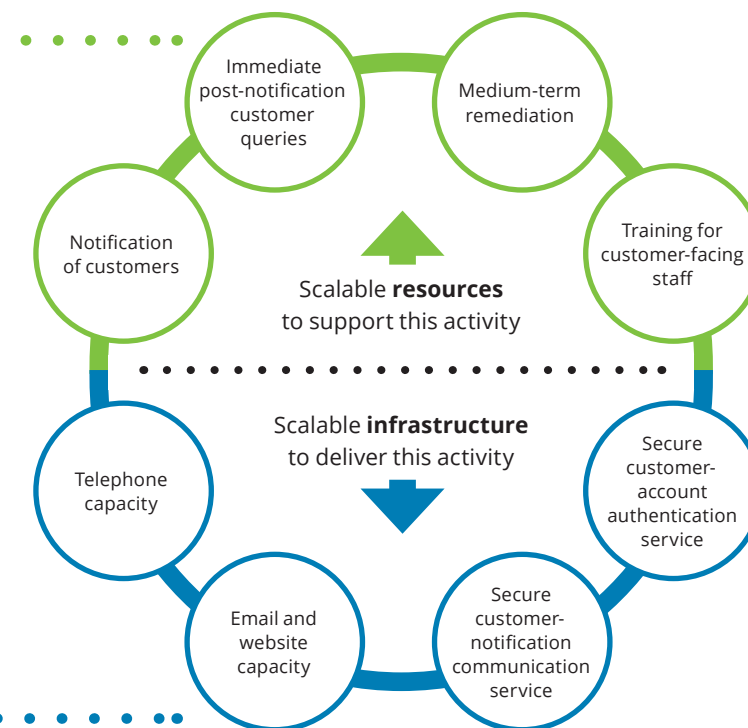 Immediate
post-notification
customer
queries
Medium-term
remediation
Notification
of customers
Training for
customer-facing
staff
Scalable resources
to support this activity
Scalable infrastructure
to deliver this activity
Telephone
capacity
Secure
customer-
account
authentication
service
Email and
website
capacity
Secure
customer-
notification
communication
service